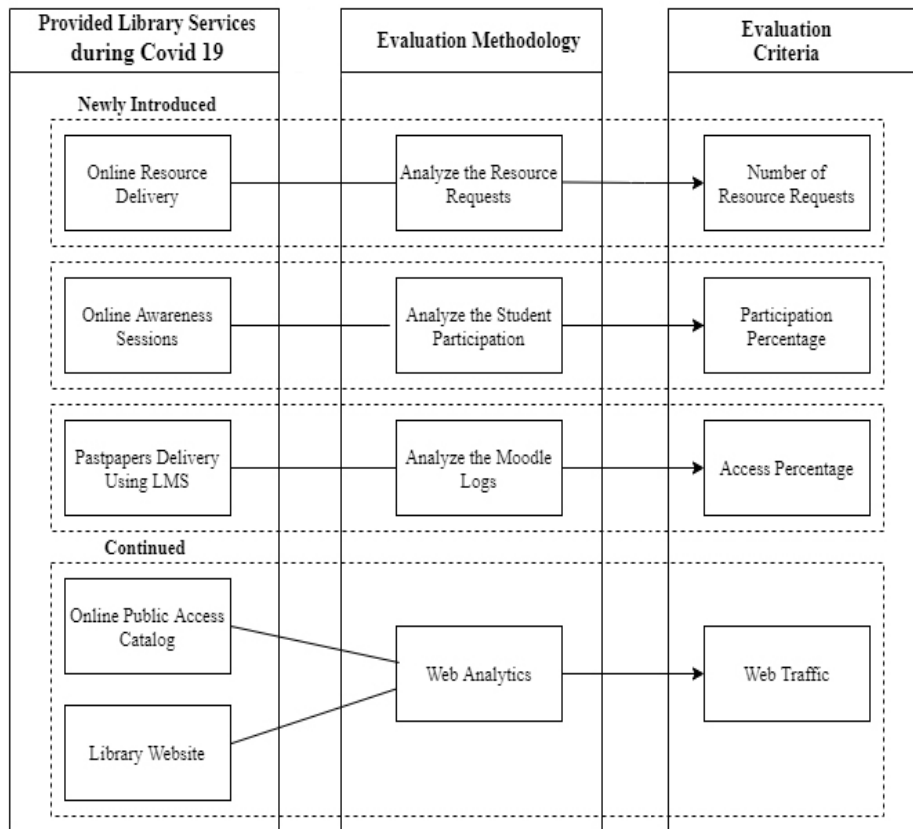 Provided Library Services
during Covid 19
Evaluation Methodology
Evaluation
Criteria
Newly Introduced
Online Resource
Delivery
Analyze the Resource
Requests
Number of
Resource Requests
Online Awareness
Sessions
Analyze the Student
Participation
Participation
Percentage
Pastpapers Delivery
Using LMS
Analyze the Moodle
Logs
Access Percentage
Continued
Online Public Access
Catalog
Web Analytics
Web Traffic
Library Website